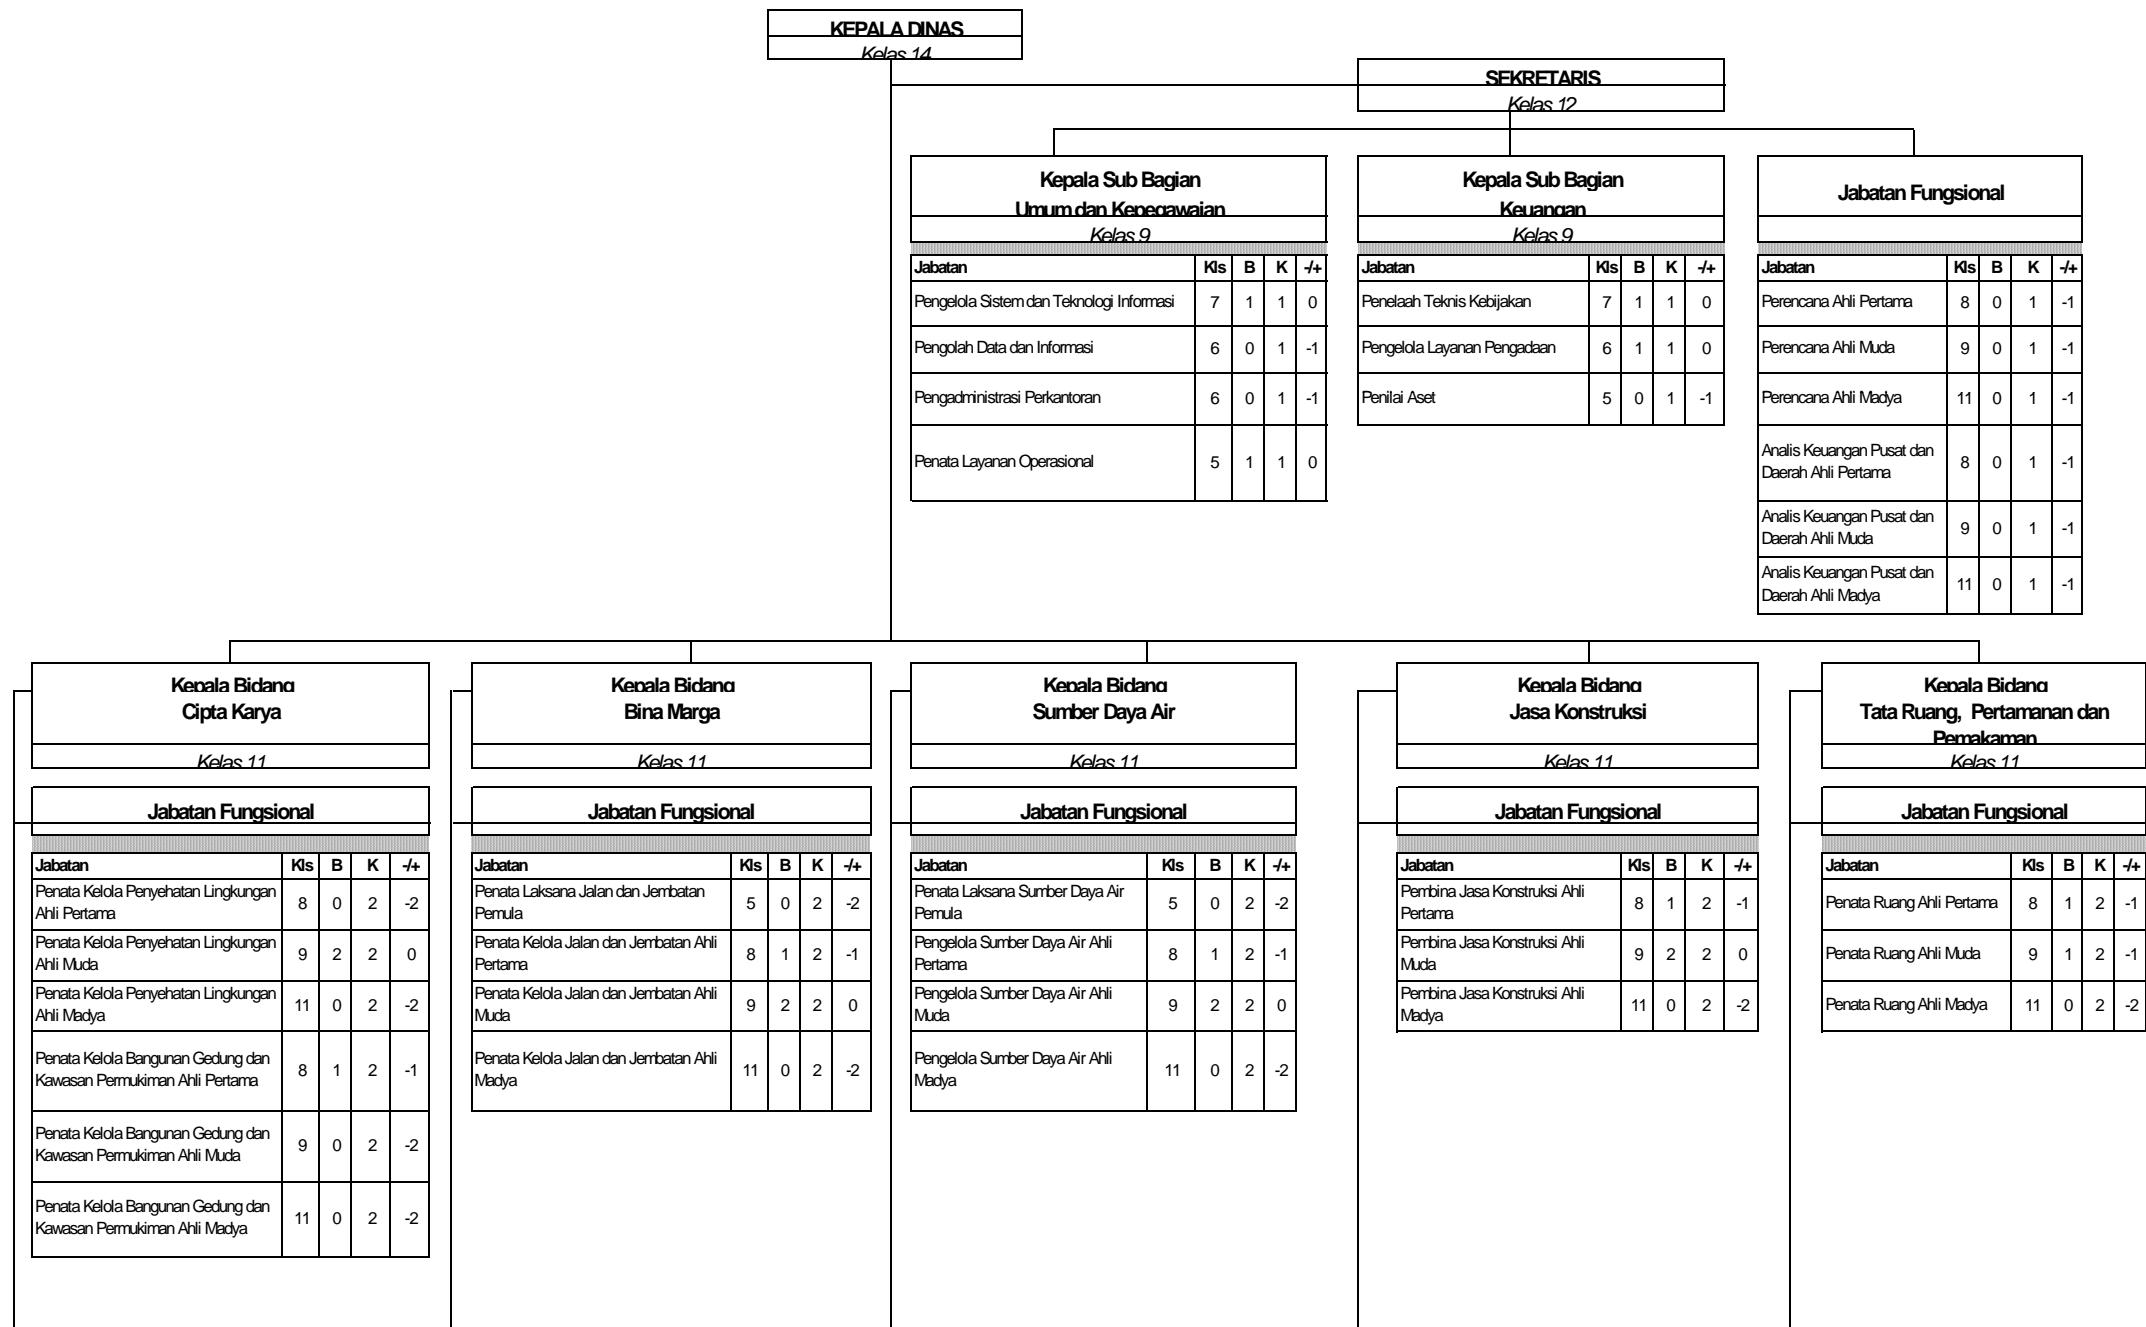 KEPALA DINAS
Kelas 14
SEKRETARIS
Kelas 12
Kepala Sub Bagian
Umum dan Kepegawaian
Kelas 9
Jabatan Kls B K -/+
Pengelola Sistem dan Teknologi Informasi 7 1 1 0
Pengolah Data dan Informasi 6 0 1 -1
Pengadministrasi Perkantoran 6 0 1 -1
Penata Layanan Operasional 5 1 1 0
Kepala Sub Bagian
Keuangan
Kelas 9
Jabatan Kls B K -/+
Penelaah Teknis Kebijakan 7 1 1 0
Pengelola Layanan Pengadaan 6 1 1 0
Penilai Aset 5 0 1 -1
Jabatan Fungsional
Jabatan Kls B K -/+
Perencana Ahli Pertama 8 0 1 -1
Perencana Ahli Muda 9 0 1 -1
Perencana Ahli Madya 11 0 1 -1
Analis Keuangan Pusat dan
Daerah Ahli Pertama 8 0 1 -1
Analis Keuangan Pusat dan
Daerah Ahli Muda 9 0 1 -1
Analis Keuangan Pusat dan
Daerah Ahli Madya 11 0 1 -1
Kepala Bidang
Cipta Karya
Kelas 11
Jabatan Fungsional
Jabatan Kls B K -/+
Penata Kelola Penyehatan Lingkungan
Ahli Pertama 8 0 2 -2
Penata Kelola Penyehatan Lingkungan
Ahli Muda 9 2 2 0
Penata Kelola Penyehatan Lingkungan
Ahli Madya 11 0 2 -2
Penata Kelola Bangunan Gedung dan
Kawasan Permukiman Ahli Pertama 8 1 2 -1
Penata Kelola Bangunan Gedung dan
Kawasan Permukiman Ahli Muda 9 0 2 -2
Penata Kelola Bangunan Gedung dan
Kawasan Permukiman Ahli Madya 11 0 2 -2
Kepala Bidang
Bina Marga
Kelas 11
Jabatan Fungsional
Jabatan Kls B K -/+
Penata Laksana Jalan dan Jembatan
Pemula 5 0 2 -2
Penata Kelola Jalan dan Jembatan Ahli
Pertama 8 1 2 -1
Penata Kelola Jalan dan Jembatan Ahli
Muda 9 2 2 0
Penata Kelola Jalan dan Jembatan Ahli
Madya 11 0 2 -2
Kepala Bidang
Sumber Daya Air
Kelas 11
Jabatan Fungsional
Jabatan Kls B K -/+
Penata Laksana Sumber Daya Air
Pemula 5 0 2 -2
Pengelola Sumber Daya Air Ahli
Pertama 8 1 2 -1
Pengelola Sumber Daya Air Ahli
Muda 9 2 2 0
Pengelola Sumber Daya Air Ahli
Madya 11 0 2 -2
Kepala Bidang
Jasa Konstruksi
Kelas 11
Jabatan Fungsional
Jabatan Kls B K -/+
Pembina Jasa Konstruksi Ahli
Pertama 8 1 2 -1
Pembina Jasa Konstruksi Ahli
Muda 9 2 2 0
Pembina Jasa Konstruksi Ahli
Madya 11 0 2 -2
Kepala Bidang
Tata Ruang, Pertamanan dan
Pemakaman
Kelas 11
Jabatan Fungsional
Jabatan Kls B K -/+
Penata Ruang Ahli Pertama 8 1 2 -1
Penata Ruang Ahli Muda 9 1 2 -1
Penata Ruang Ahli Madya 11 0 2 -2